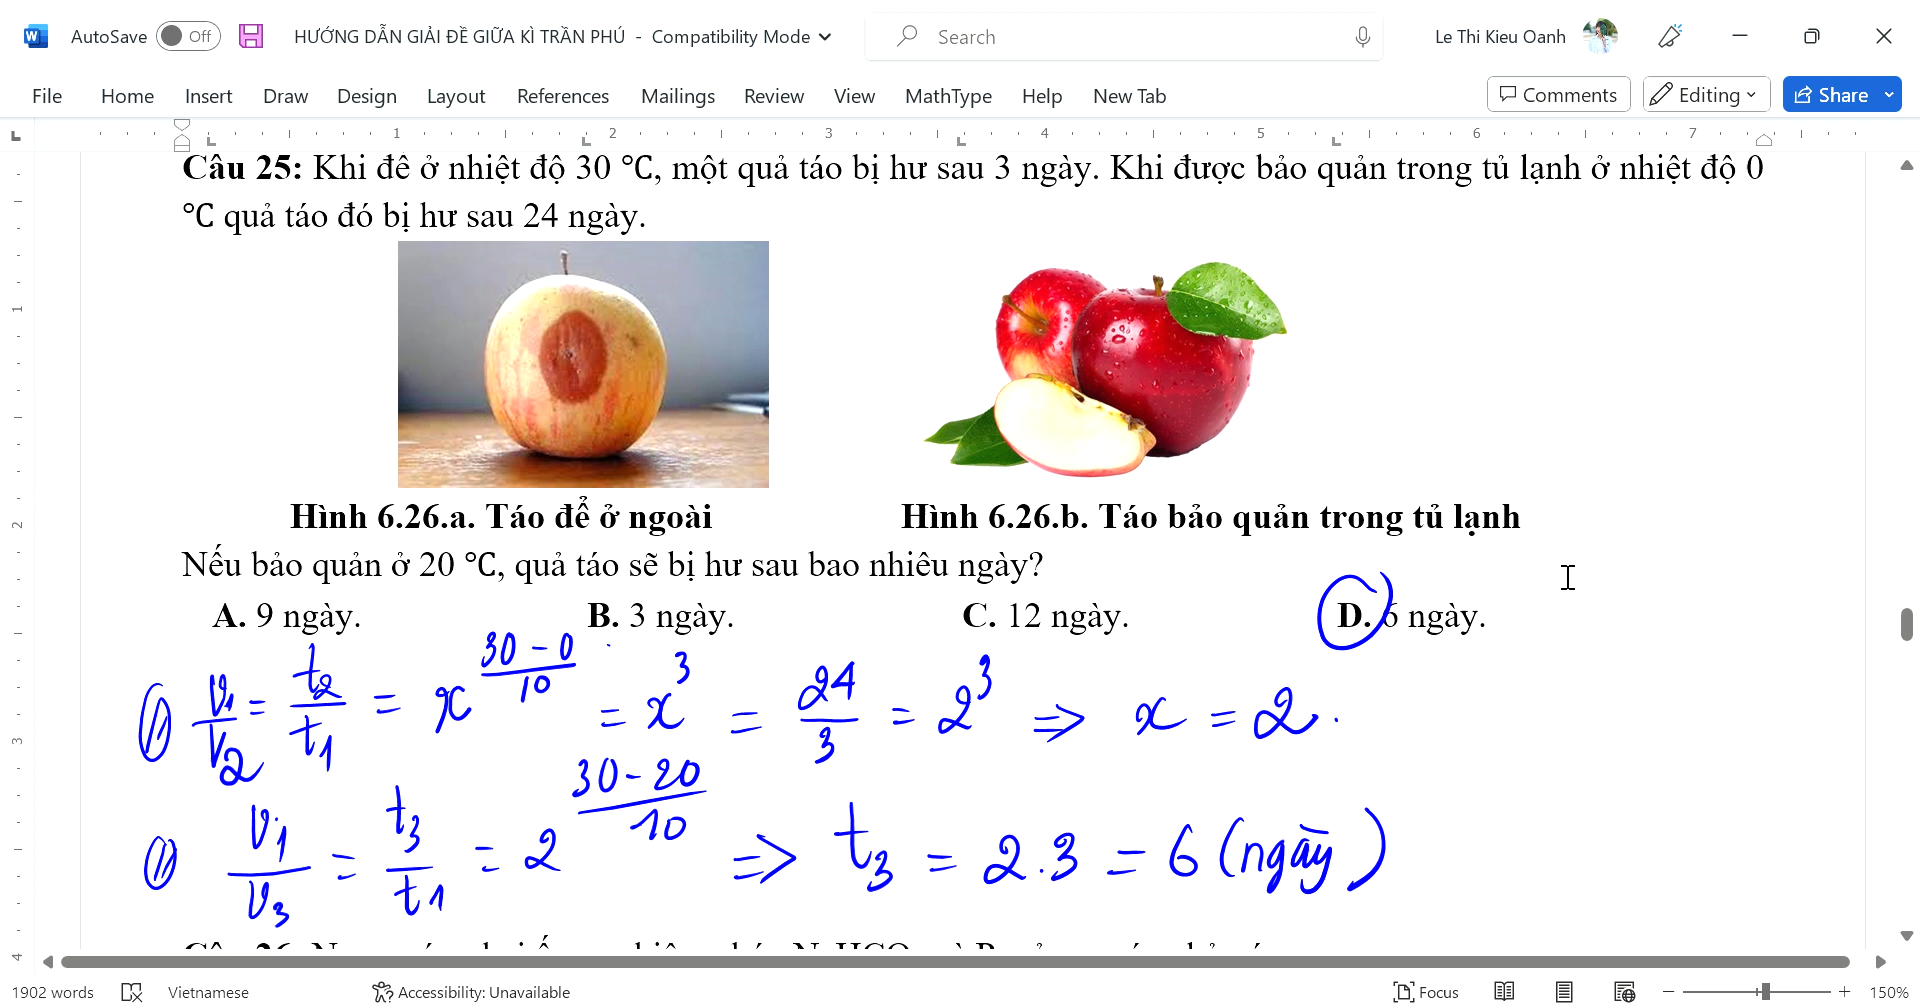 AutoSave Off HƯỚNG DẪN GIẢI ĐỀ GIỮA KÌ TRẦN PHÚ - Compatibility Mode Search Le Thi Kieu Oanh
File Home Insert Draw Design Layout References Mailings Review View MathType Help New Tab Comments Editing Share
1 2 3 4 5 6 7
Câu 25: Khi để ở nhiệt độ 30 °C, một quả táo bị hư sau 3 ngày. Khi được bảo quản trong tủ lạnh ở nhiệt độ 0
°C quả táo đó bị hư sau 24 ngày.
Hình 6.26.a. Táo để ở ngoài Hình 6.26.b. Táo bảo quản trong tủ lạnh
Nếu bảo quản ở 20 °C, quả táo sẽ bị hư sau bao nhiêu ngày?
A. 9 ngày. B. 3 ngày. C. 12 ngày. D. 6 ngày.
v1/v2 = t2/t1 = x^((30-0)/10) = x^3 = 24/3 = 2^3 => x = 2.
v1/v3 = t3/t1 = 2^((30-20)/10) => t3 = 2.3 = 6 (ngày)
1902 words Vietnamese Accessibility: Unavailable Focus 150%